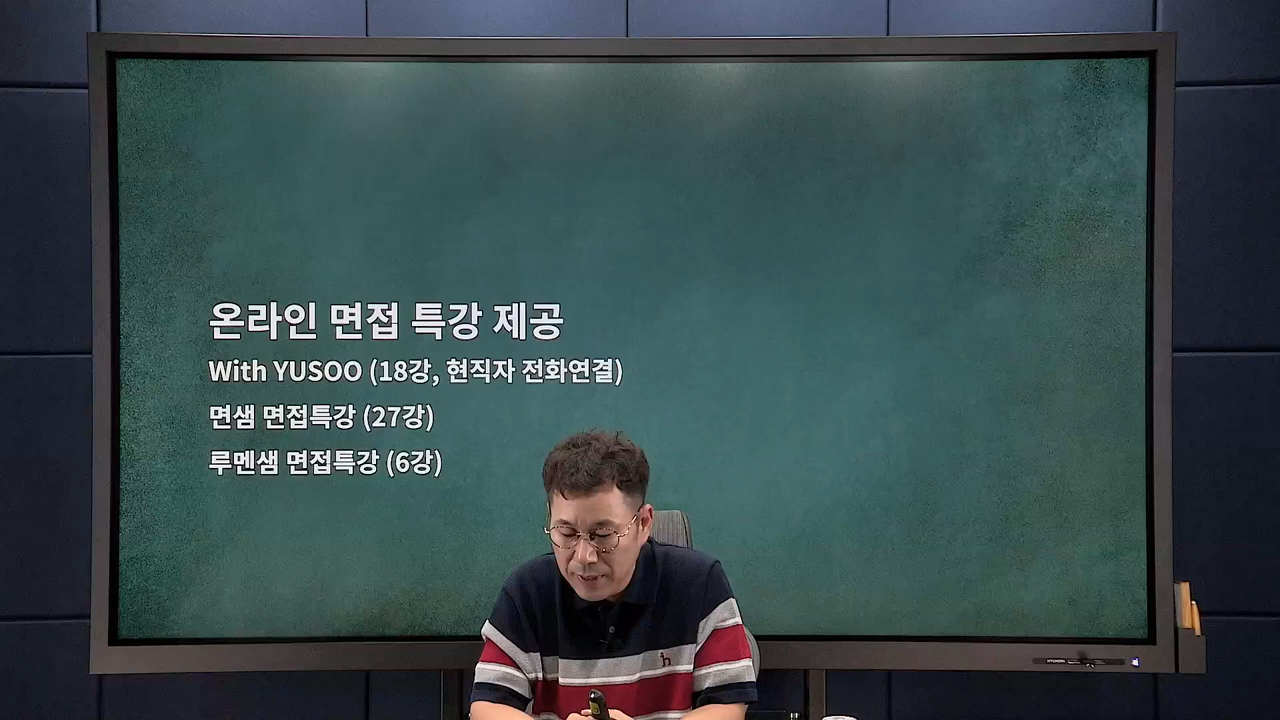 온라인 면접 특강 제공
With YUSOO (18강, 현직자 전화연결)
면샘 면접특강 (27강)
루멘샘 면접특강 (6강)